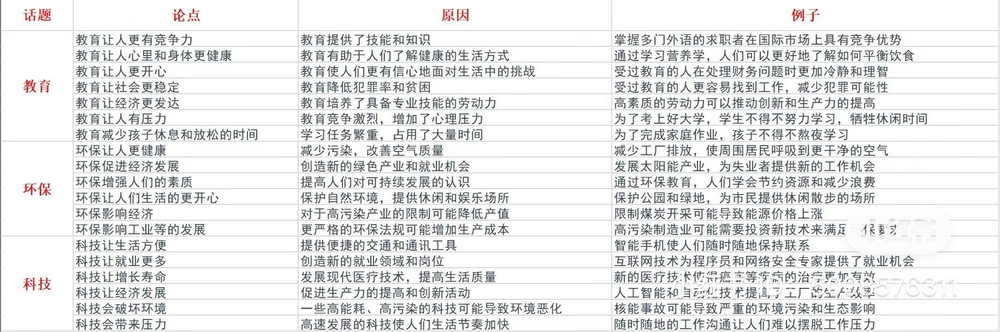 话题 论点 原因 例子
教育
教育让人更有竞争力 教育提供了技能和知识 掌握多门外语的求职者在国际市场上具有竞争优势
教育让人心里和身体更健康 教育有助于人们了解健康的生活方式 通过学习营养学，人们可以更好地了解如何平衡饮食
教育让人更开心 教育使人们更有信心地面对生活中的挑战 受过教育的人在处理财务问题时更加冷静和理智
教育让社会更稳定 教育降低犯罪率和贫困 受过教育的人更容易找到工作，减少犯罪可能性
教育让经济更发达 教育培养了具备专业技能的劳动力 高素质的劳动力可以推动创新和生产力的提高
教育让人有压力 教育竞争激烈，增加了心理压力 为了考上好大学，学生不得不努力学习，牺牲休闲时间
教育减少孩子休息和放松的时间 学习任务繁重，占用了大量时间 为了完成家庭作业，孩子不得不熬夜学习
环保
环保让人更健康 减少污染，改善空气质量 减少工厂排放，使周围居民呼吸到更干净的空气
环保促进经济发展 创造新的绿色产业和就业机会 发展太阳能产业，为失业者提供新的工作机会
环保增强人们的素质 提高人们对可持续发展的认识 通过环保教育，人们学会节约资源和减少浪费
环保让人们生活的更开心 保护自然环境，提供休闲和娱乐场所 保护公园和绿地，为市民提供休闲散步的场所
环保影响经济 对于高污染产业的限制可能降低产值 限制煤炭开采可能导致能源价格上涨
环保影响工业等的发展 更严格的环保法规可能增加生产成本 高污染制造业可能需要投资新技术来满足环保要求
小红书
科技
科技让生活方便 提供便捷的交通和通讯工具 智能手机使人们随时随地保持联系
科技让就业更多 创造新的就业领域和岗位 互联网技术为程序员和网络安全专家提供了就业机会
科技让增长寿命 发展现代医疗技术，提高生活质量 新的医疗技术使得癌症等疾病的治疗更加有效
小红书 ID：5008576311
科技让经济发展 促进生产力的提高和创新活动 人工智能和自动化技术提高了工厂的生产效率
科技会破坏环境 一些高能耗、高污染的科技可能导致环境恶化 核能事故可能导致严重的环境污染和生态影响
科技会带来压力 高速发展的科技使人们生活节奏加快 随时随地的工作沟通让人们难以摆脱工作压力